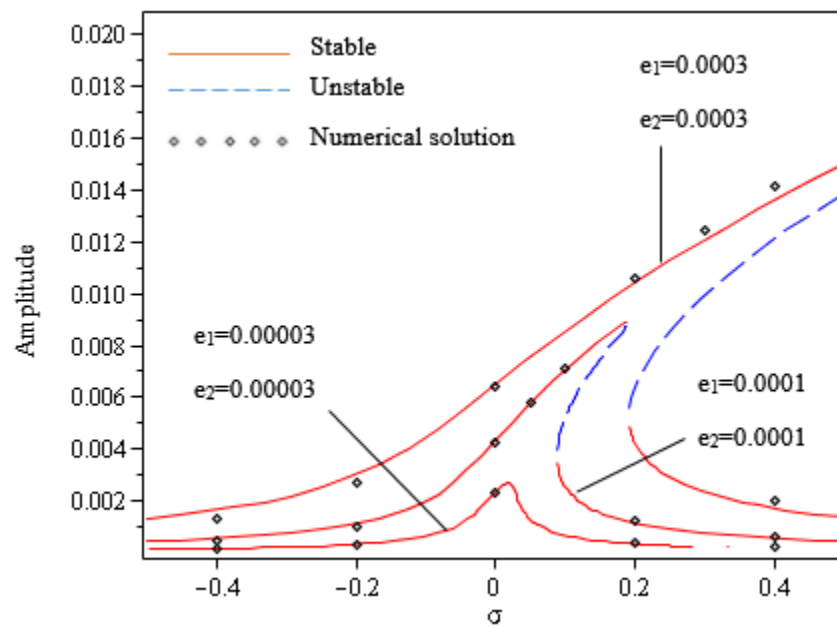 0.020
0.018
0.016
0.014
0.012
0.010
0.008
0.006
0.004
0.002
Amplitude
Stable
Unstable
Numerical solution
e1=0.0003
e2=0.0003
e1=0.00003
e2=0.00003
e1=0.0001
e2=0.0001
−0.4 −0.2 0 0.2 0.4
σ